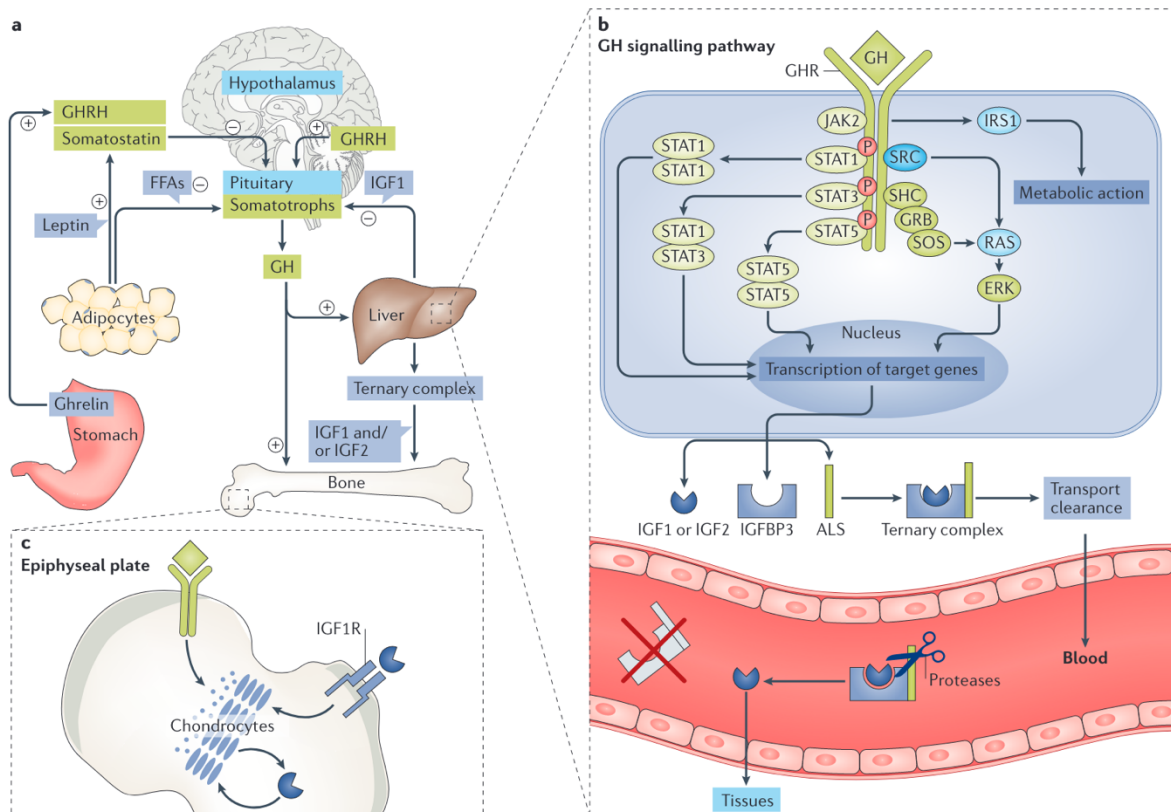 a
Hypothalamus
GHRH
Somatostatin
GHRH
FFAs
Pituitary
Somatotrophs
IGF1
Leptin
GH
Adipocytes
Liver
Ghrelin
Stomach
Ternary complex
IGF1 and/
or IGF2
Bone
b
GH signalling pathway
GH
GHR
JAK2
IRS1
P
STAT1
STAT1
STAT1
SRC
Metabolic action
P
STAT3
SHC
GRB
SOS
P
STAT5
RAS
STAT1
STAT3
STAT5
STAT5
ERK
Nucleus
Transcription of target genes
IGF1 or IGF2
IGFBP3
ALS
Ternary complex
Transport
clearance
Blood
Proteases
Tissues
c
Epiphyseal plate
IGF1R
Chondrocytes